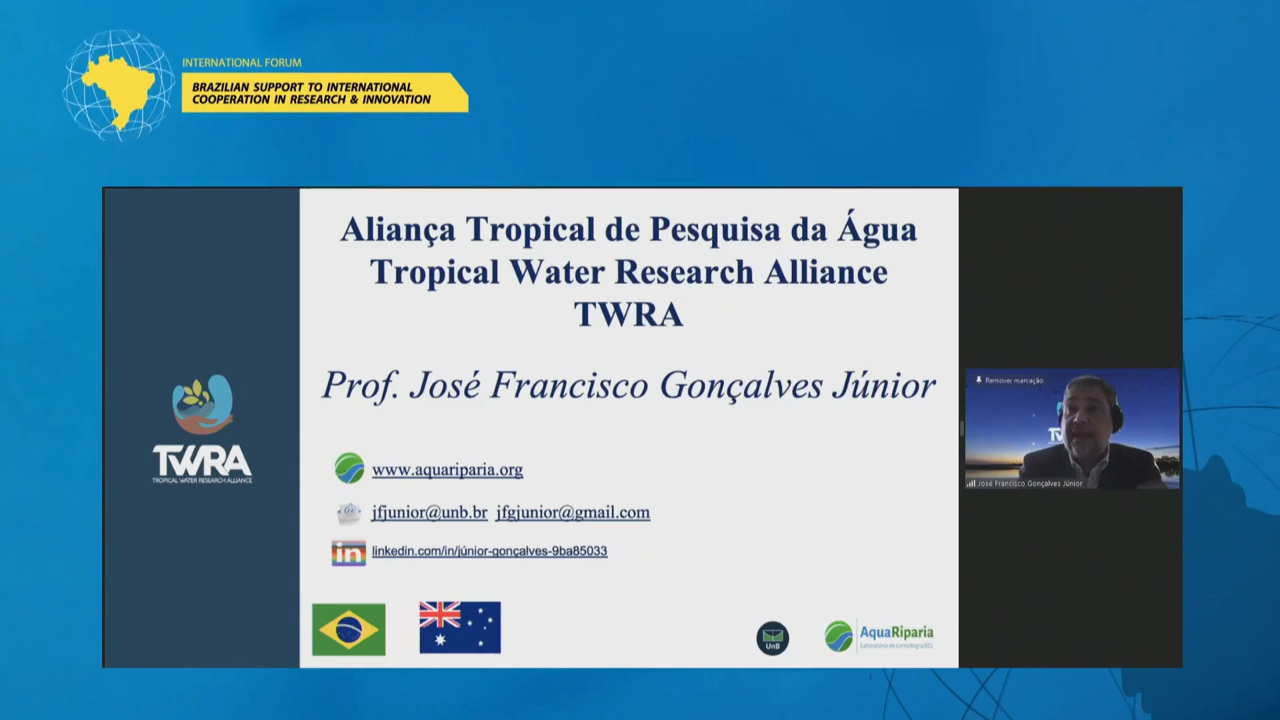 INTERNATIONAL FORUM
BRAZILIAN SUPPORT TO INTERNATIONAL
COOPERATION IN RESEARCH & INNOVATION
Aliança Tropical de Pesquisa da Água
Tropical Water Research Alliance
TWRA
Prof. José Francisco Gonçalves Júnior
www.aquariparia.org
jfjunior@unb.br jfgjunior@gmail.com
linkedin.com/in/júnior-gonçalves-9ba85033
TWRA
TROPICAL WATER RESEARCH ALLIANCE
UnB
AquaRiparia
Remover marcação
José Francisco Gonçalves Júnior